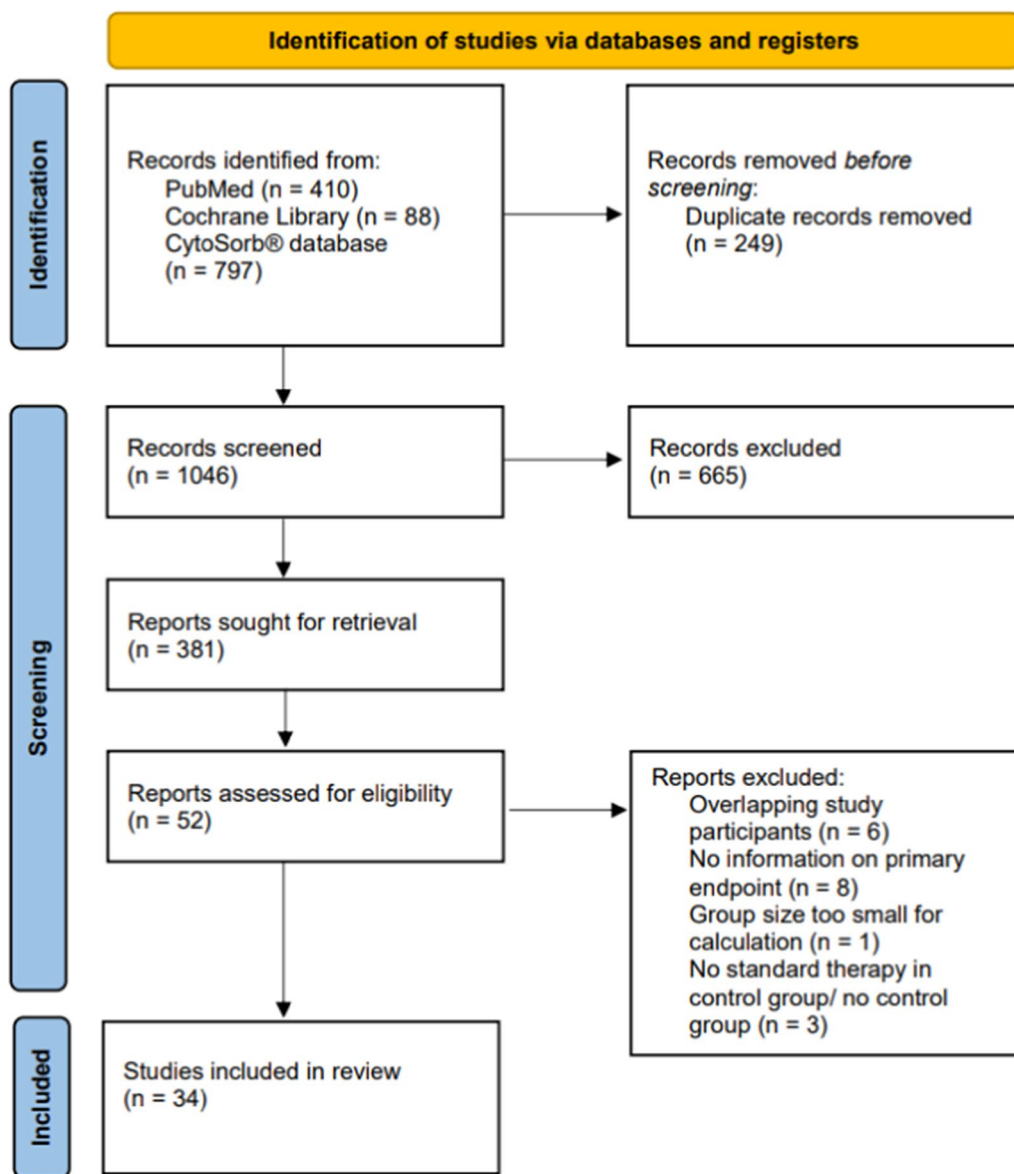 Identification of studies via databases and registers
Identification
Records identified from:
PubMed (n = 410)
Cochrane Library (n = 88)
CytoSorb® database
(n = 797)
Records removed before
screening:
Duplicate records removed
(n = 249)
Screening
Records screened
(n = 1046)
Records excluded
(n = 665)
Reports sought for retrieval
(n = 381)
Reports assessed for eligibility
(n = 52)
Reports excluded:
Overlapping study
participants (n = 6)
No information on primary
endpoint (n = 8)
Group size too small for
calculation (n = 1)
No standard therapy in
control group/ no control
group (n = 3)
Included
Studies included in review
(n = 34)